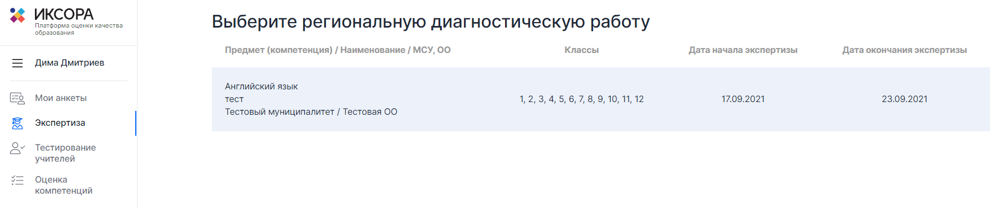 ИКСОРА
Платформа оценки качества
образования
Дима Дмитриев
Мои анкеты
Экспертиза
Тестирование
учителей
Оценка
компетенций
Выберите региональную диагностическую работу
Предмет (компетенция) / Наименование / МСУ, ОО Классы Дата начала экспертизы Дата окончания экспертизы
Английский язык
тест 1, 2, 3, 4, 5, 6, 7, 8, 9, 10, 11, 12 17.09.2021 23.09.2021
Тестовый муниципалитет / Тестовая ОО